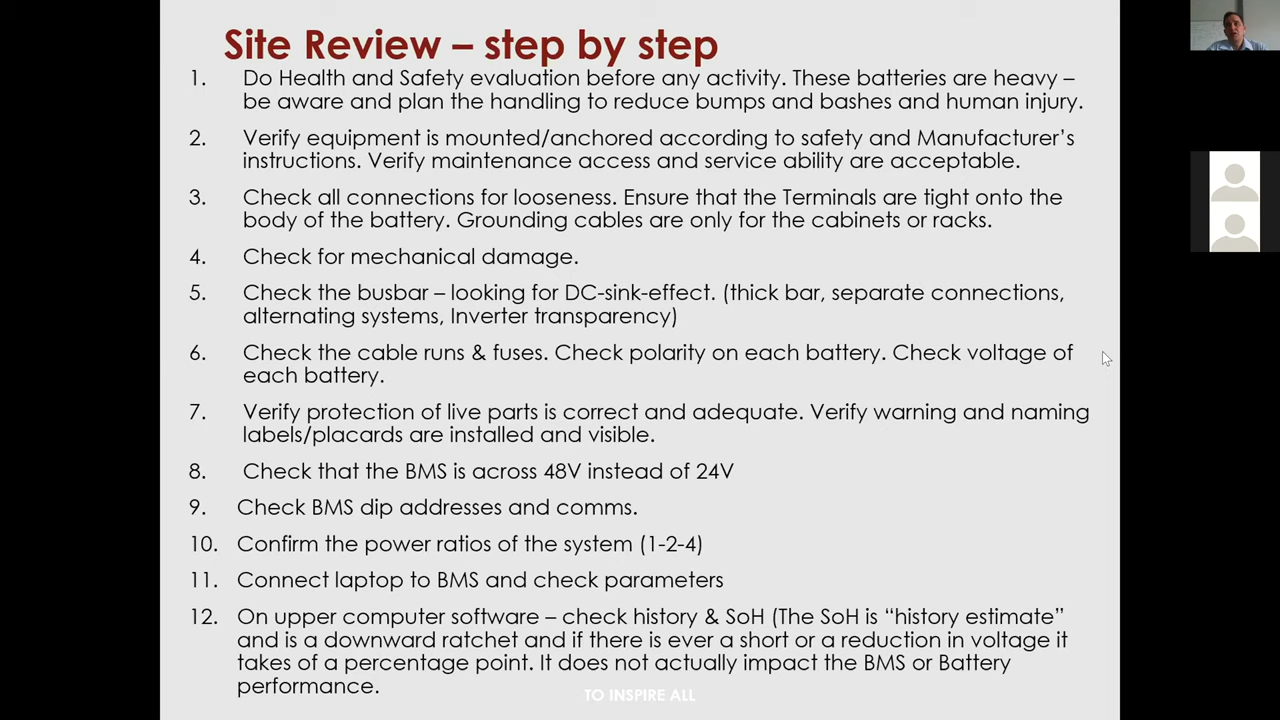 Site Review – step by step
1. Do Health and Safety evaluation before any activity. These batteries are heavy –
be aware and plan the handling to reduce bumps and bashes and human injury.
2. Verify equipment is mounted/anchored according to safety and Manufacturer's
instructions. Verify maintenance access and service ability are acceptable.
3. Check all connections for looseness. Ensure that the Terminals are tight onto the
body of the battery. Grounding cables are only for the cabinets or racks.
4. Check for mechanical damage.
5. Check the busbar – looking for DC-sink-effect. (thick bar, separate connections,
alternating systems, Inverter transparency)
6. Check the cable runs & fuses. Check polarity on each battery. Check voltage of
each battery.
7. Verify protection of live parts is correct and adequate. Verify warning and naming
labels/placards are installed and visible.
8. Check that the BMS is across 48V instead of 24V
9. Check BMS dip addresses and comms.
10. Confirm the power ratios of the system (1-2-4)
11. Connect laptop to BMS and check parameters
12. On upper computer software – check history & SoH (The SoH is "history estimate"
and is a downward ratchet and if there is ever a short or a reduction in voltage it
takes of a percentage point. It does not actually impact the BMS or Battery
performance.
TO INSPIRE ALL